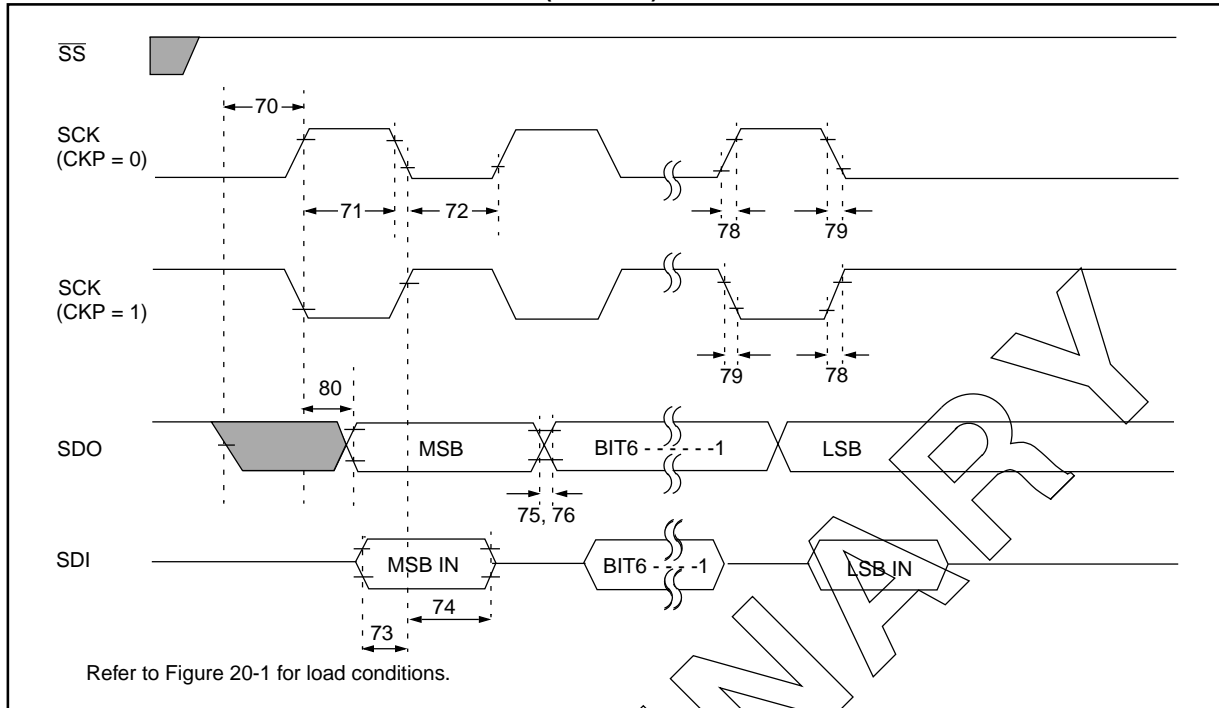 SS
70
SCK
(CKP = 0)
71
72
78
79
SCK
(CKP = 1)
79
78
80
SDO
MSB
BIT6 - - - - - -1
LSB
75, 76
SDI
MSB IN
BIT6 - - - -1
LSB IN
74
73
Refer to Figure 20-1 for load conditions.
NARY